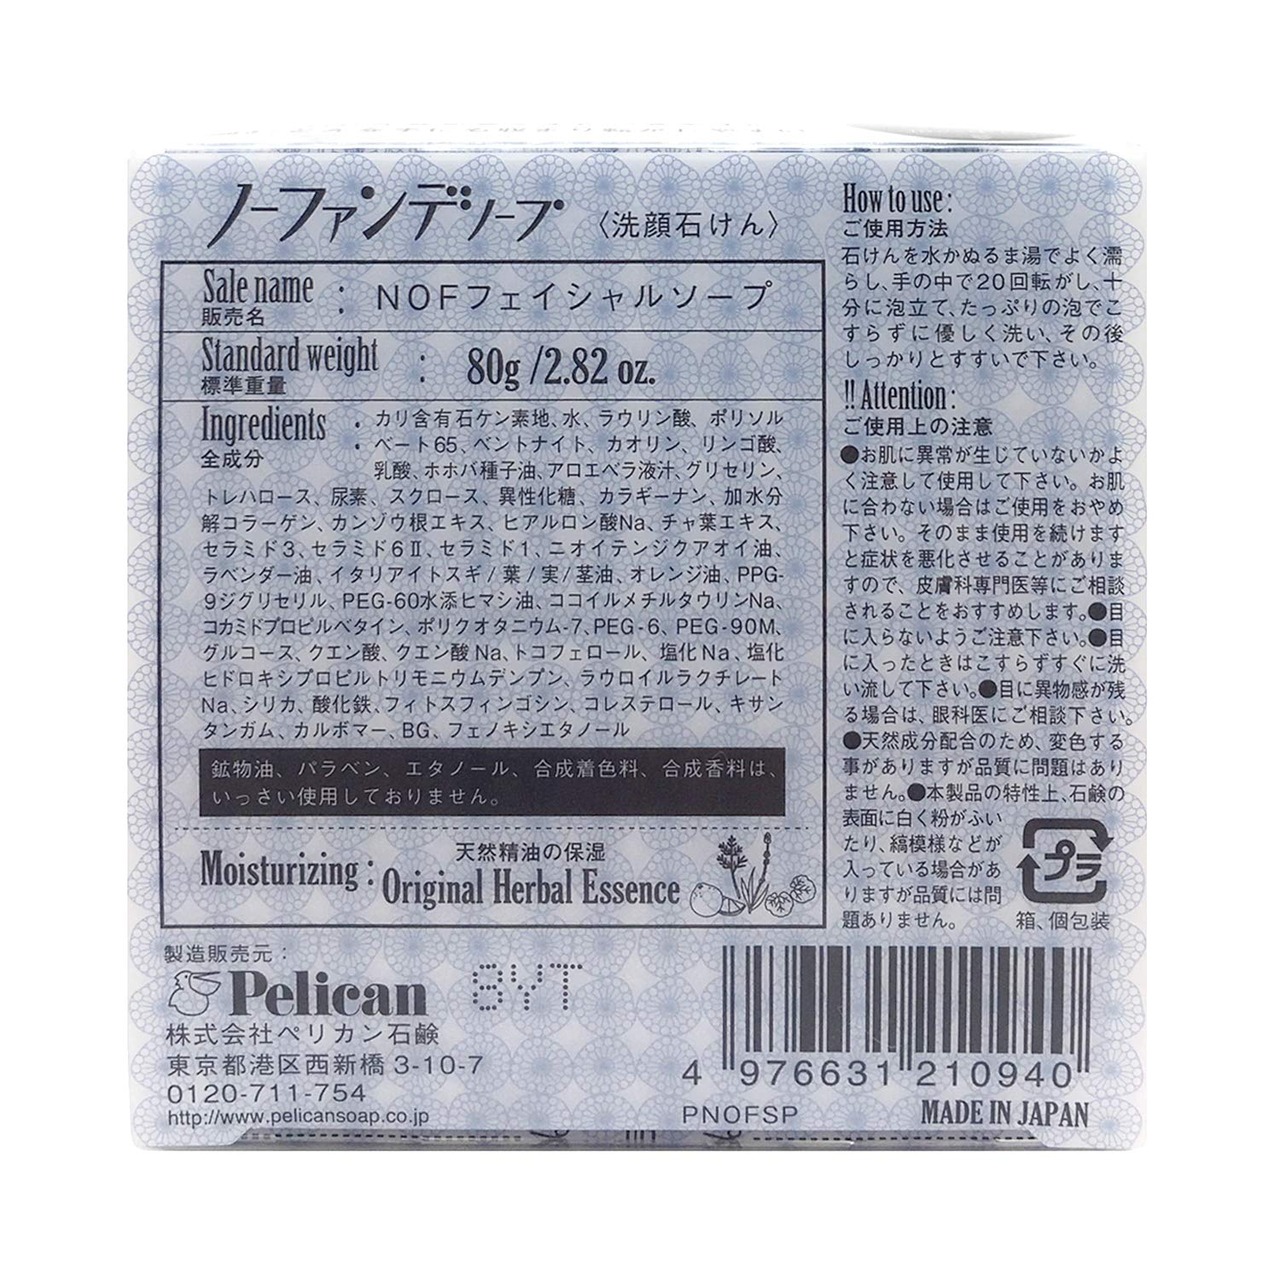 ノーファンデソープ 〈洗顔石けん〉
Sale name : NOFフェイシャルソープ
販売名
Standard weight : 80g /2.82 oz.
標準重量
Ingredients : カリ含有石ケン素地、水、ラウリン酸、ポリソル
全成分 ベート65、ベントナイト、カオリン、リンゴ酸、
乳酸、ホホバ種子油、アロエベラ液汁、グリセリン、
トレハロース、尿素、スクロース、異性化糖、カラギーナン、加水分
解コラーゲン、カンゾウ根エキス、ヒアルロン酸Na、チャ葉エキス、
セラミド3、セラミド6Ⅱ、セラミド1、ニオイテンジクアオイ油、
ラベンダー油、イタリアイトスギ/葉/実/茎油、オレンジ油、PPG-
9ジグリセリル、PEG-60水添ヒマシ油、ココイルメチルタウリンNa、
コカミドプロピルベタイン、ポリクオタニウム-7、PEG-6、PEG-90M、
グルコース、クエン酸、クエン酸Na、トコフェロール、塩化Na、塩化
ヒドロキシプロピルトリモニウムデンプン、ラウロイルラクチレート
Na、シリカ、酸化鉄、フィトスフィンゴシン、コレステロール、キサン
タンガム、カルボマー、BG、フェノキシエタノール
鉱物油、パラベン、エタノール、合成着色料、合成香料は、
いっさい使用しておりません。
Moisturizing : 天然精油の保湿
Original Herbal Essence
How to use :
ご使用方法
石けんを水かぬるま湯でよく濡
らし、手の中で20回転がし、十
分に泡立て、たっぷりの泡でこ
すらずに優しく洗い、その後
しっかりとすすいで下さい。
!! Attention :
ご使用上の注意
●お肌に異常が生じていないかよ
く注意して使用して下さい。お肌
に合わない場合はご使用をおやめ
下さい。そのまま使用を続けます
と症状を悪化させることがありま
すので、皮膚科専門医等にご相談
されることをおすすめします。●目
に入らないようご注意下さい。●目
に入ったときはこすらずすぐに洗
い流して下さい。●目に異物感が残
る場合は、眼科医にご相談下さい。
●天然成分配合のため、変色する
事がありますが品質に問題はあり
ません。●本製品の特性上、石鹸の
表面に白く粉がふい
たり、縞模様などが
入っている場合があ
りますが品質には問
題ありません。
プラ
箱、個包装
製造販売元：
Pelican
8YT
株式会社ペリカン石鹸
東京都港区西新橋3-10-7
0120-711-754
http://www.pelicansoap.co.jp
4 976631 210940
PNOFSP MADE IN JAPAN